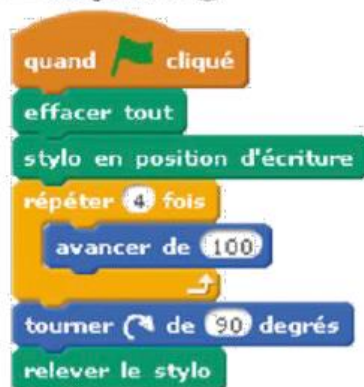 quand cliqué
effacer tout
stylo en position d'écriture
répéter 4 fois
avancer de 100
tourner de 90 degrés
relever le stylo